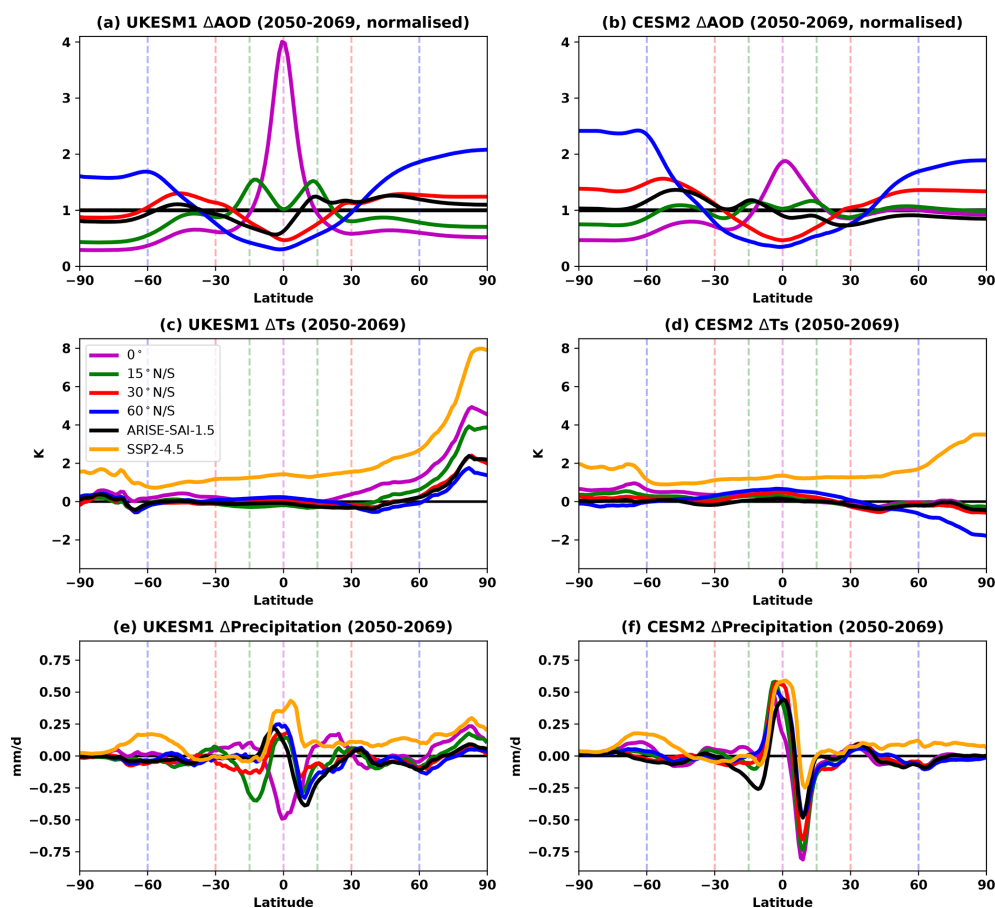 (a) UKESM1 ΔAOD (2050-2069, normalised)
4
3
2
1
0
−90 −60 −30 0 30 60 90
Latitude
(b) CESM2 ΔAOD (2050-2069, normalised)
4
3
2
1
0
−90 −60 −30 0 30 60 90
Latitude
(c) UKESM1 ΔTs (2050-2069)
K
8
6
4
2
0
−2
0°
15°N/S
30°N/S
60°N/S
ARISE-SAI-1.5
SSP2-4.5
−90 −60 −30 0 30 60 90
Latitude
(d) CESM2 ΔTs (2050-2069)
K
8
6
4
2
0
−2
−90 −60 −30 0 30 60 90
Latitude
(e) UKESM1 ΔPrecipitation (2050-2069)
mm/d
0.75
0.50
0.25
0.00
−0.25
−0.50
−0.75
−90 −60 −30 0 30 60 90
Latitude
(f) CESM2 ΔPrecipitation (2050-2069)
mm/d
0.75
0.50
0.25
0.00
−0.25
−0.50
−0.75
−90 −60 −30 0 30 60 90
Latitude